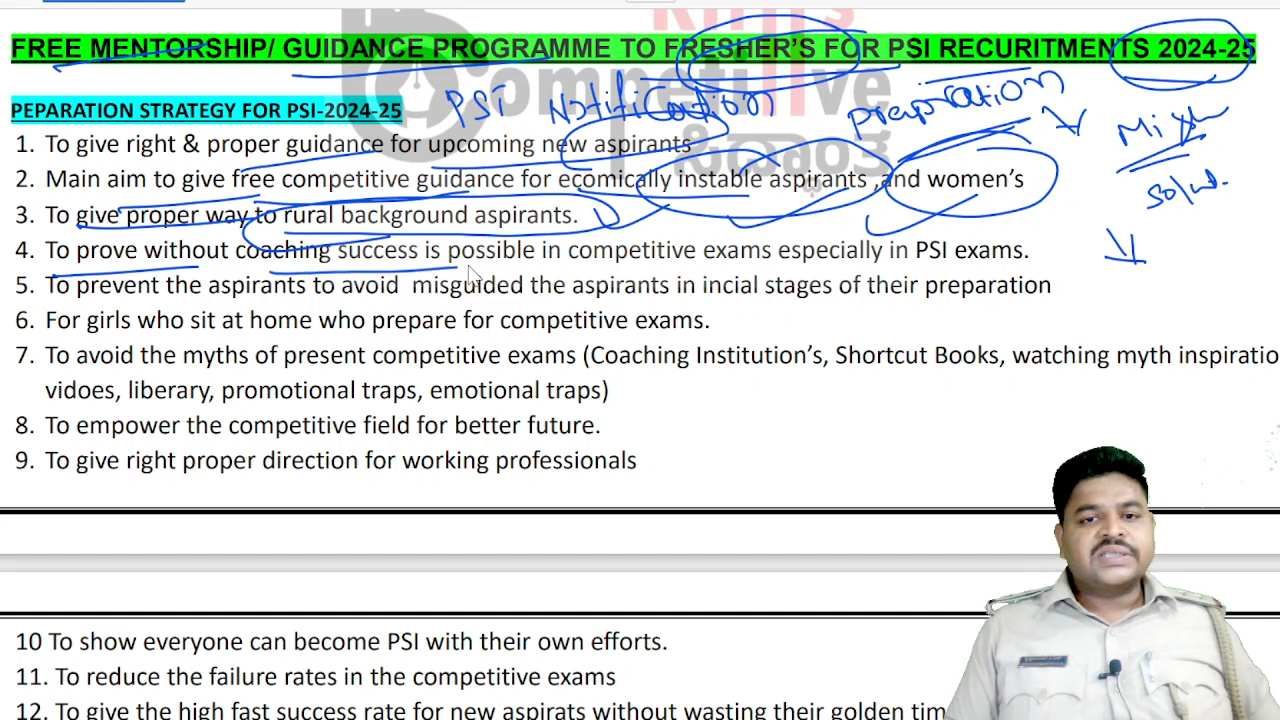 FREE MENTORSHIP/ GUIDANCE PROGRAMME TO FRESHER'S FOR PSI RECURITMENTS 2024-25
PEPARATION STRATEGY FOR PSI-2024-25
PSI Notification preparation
1. To give right & proper guidance for upcoming new aspirants
2. Main aim to give free competitive guidance for economically instable aspirants ,and women's
3. To give proper way to rural background aspirants.
4. To prove without coaching success is possible in competitive exams especially in PSI exams.
5. To prevent the aspirants to avoid misguided the aspirants in incial stages of their preparation
6. For girls who sit at home who prepare for competitive exams.
7. To avoid the myths of present competitive exams (Coaching Institution's, Shortcut Books, watching myth inspiratio
vidoes, liberary, promotional traps, emotional traps)
8. To empower the competitive field for better future.
9. To give right proper direction for working professionals
10 To show everyone can become PSI with their own efforts.
11. To reduce the failure rates in the competitive exams
12. To give the high fast success rate for new aspirats without wasting their golden tim